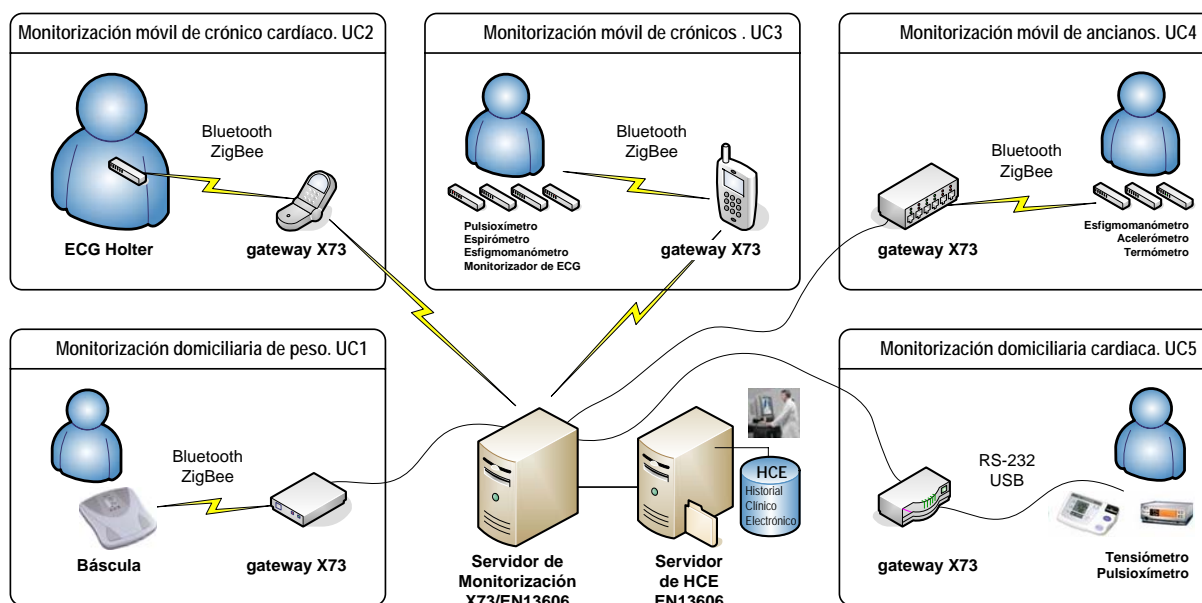 Monitorización móvil de crónico cardíaco. UC2
Bluetooth
ZigBee
ECG Holter
gateway X73
Monitorización móvil de crónicos . UC3
Bluetooth
ZigBee
Pulsioxímetro
Espirómetro
Esfigmomanómetro
Monitorizador de ECG
gateway X73
Monitorización móvil de ancianos. UC4
Bluetooth
ZigBee
gateway X73
Esfigmomanómetro
Acelerómetro
Termómetro
Monitorización domiciliaria de peso. UC1
Bluetooth
ZigBee
Báscula
gateway X73
Servidor de
Monitorización
X73/EN13606
Servidor
de HCE
EN13606
HCE
Historial
Clínico
Electrónico
Monitorización domiciliaria cardiaca. UC5
RS-232
USB
gateway X73
Tensiómetro
Pulsioxímetro